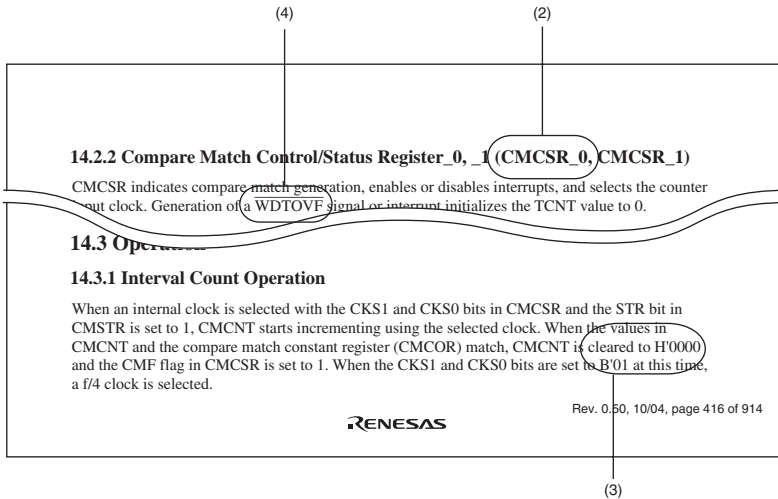 (4) (2)
14.2.2 Compare Match Control/Status Register_0, _1 (CMCSR_0, CMCSR_1)
CMCSR indicates compare match generation, enables or disables interrupts, and selects the counter
input clock. Generation of a WDTOVF signal or interrupt initializes the TCNT value to 0.
14.3 Operation
14.3.1 Interval Count Operation
When an internal clock is selected with the CKS1 and CKS0 bits in CMCSR and the STR bit in
CMSTR is set to 1, CMCNT starts incrementing using the selected clock. When the values in
CMCNT and the compare match constant register (CMCOR) match, CMCNT is cleared to H'0000
and the CMF flag in CMCSR is set to 1. When the CKS1 and CKS0 bits are set to B'01 at this time,
a f/4 clock is selected.
Rev. 0.50, 10/04, page 416 of 914
RENESAS
(3)